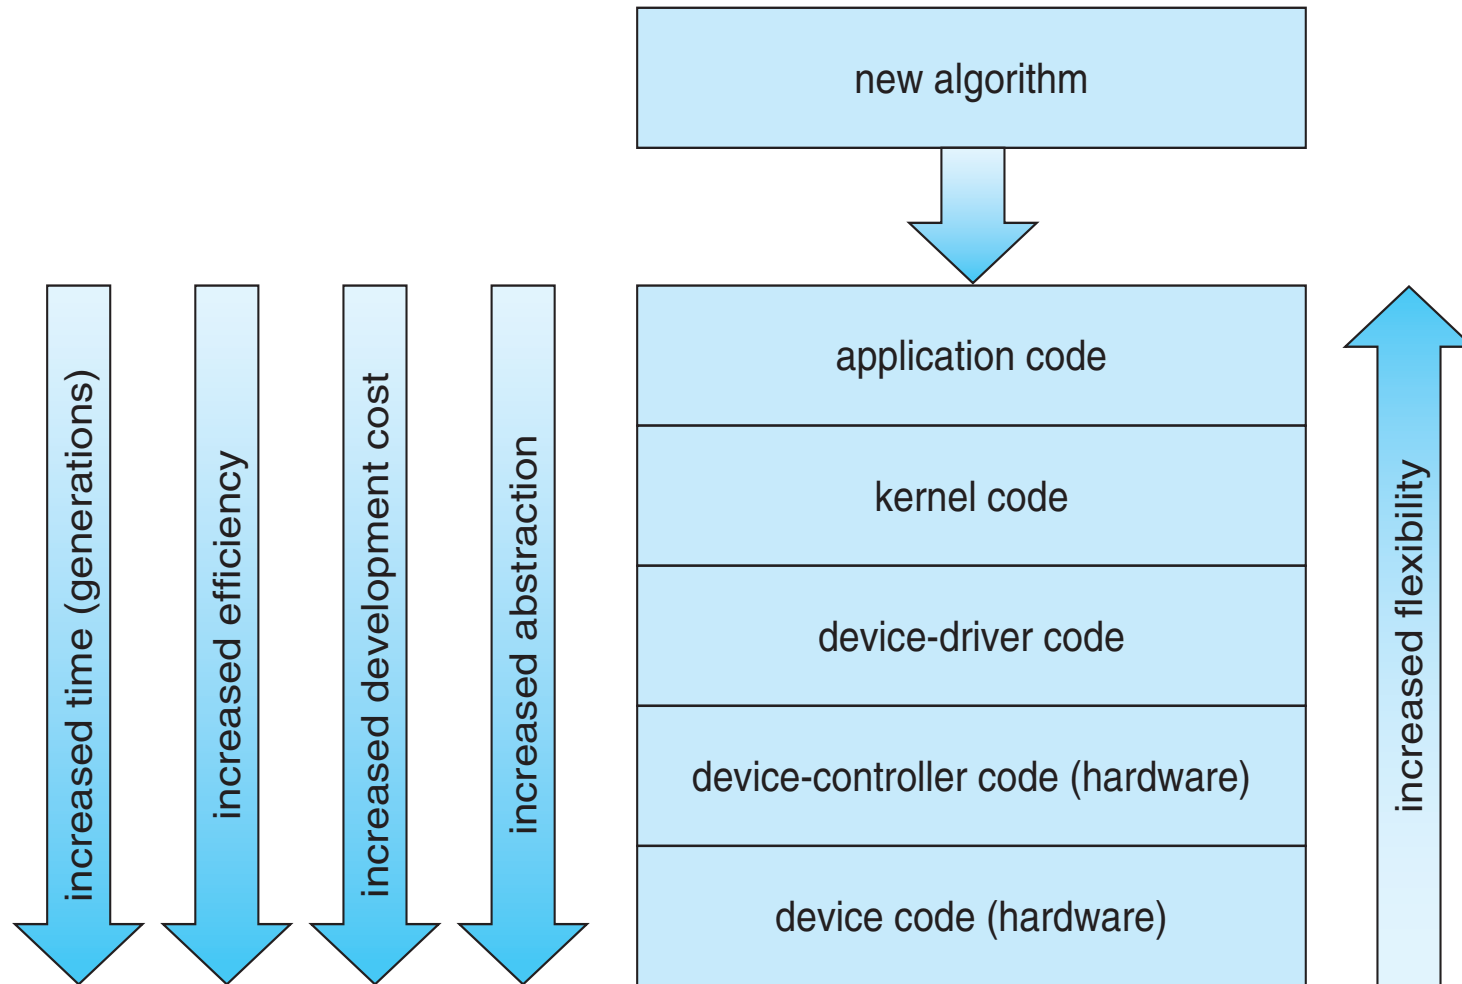 new algorithm
increased time (generations)
increased efficiency
increased development cost
increased abstraction
application code
kernel code
device-driver code
device-controller code (hardware)
device code (hardware)
increased flexibility